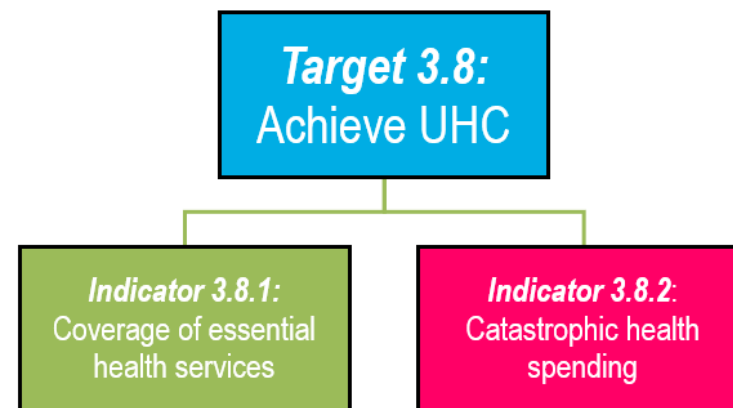 Target 3.8:
Achieve UHC
Indicator 3.8.1:
Coverage of essential
health services
Indicator 3.8.2:
Catastrophic health
spending